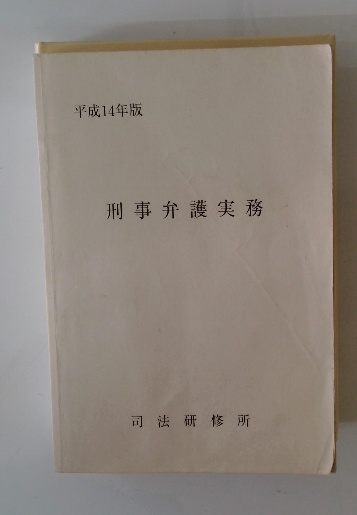 平成14年版
刑事弁護実務
司法研修所